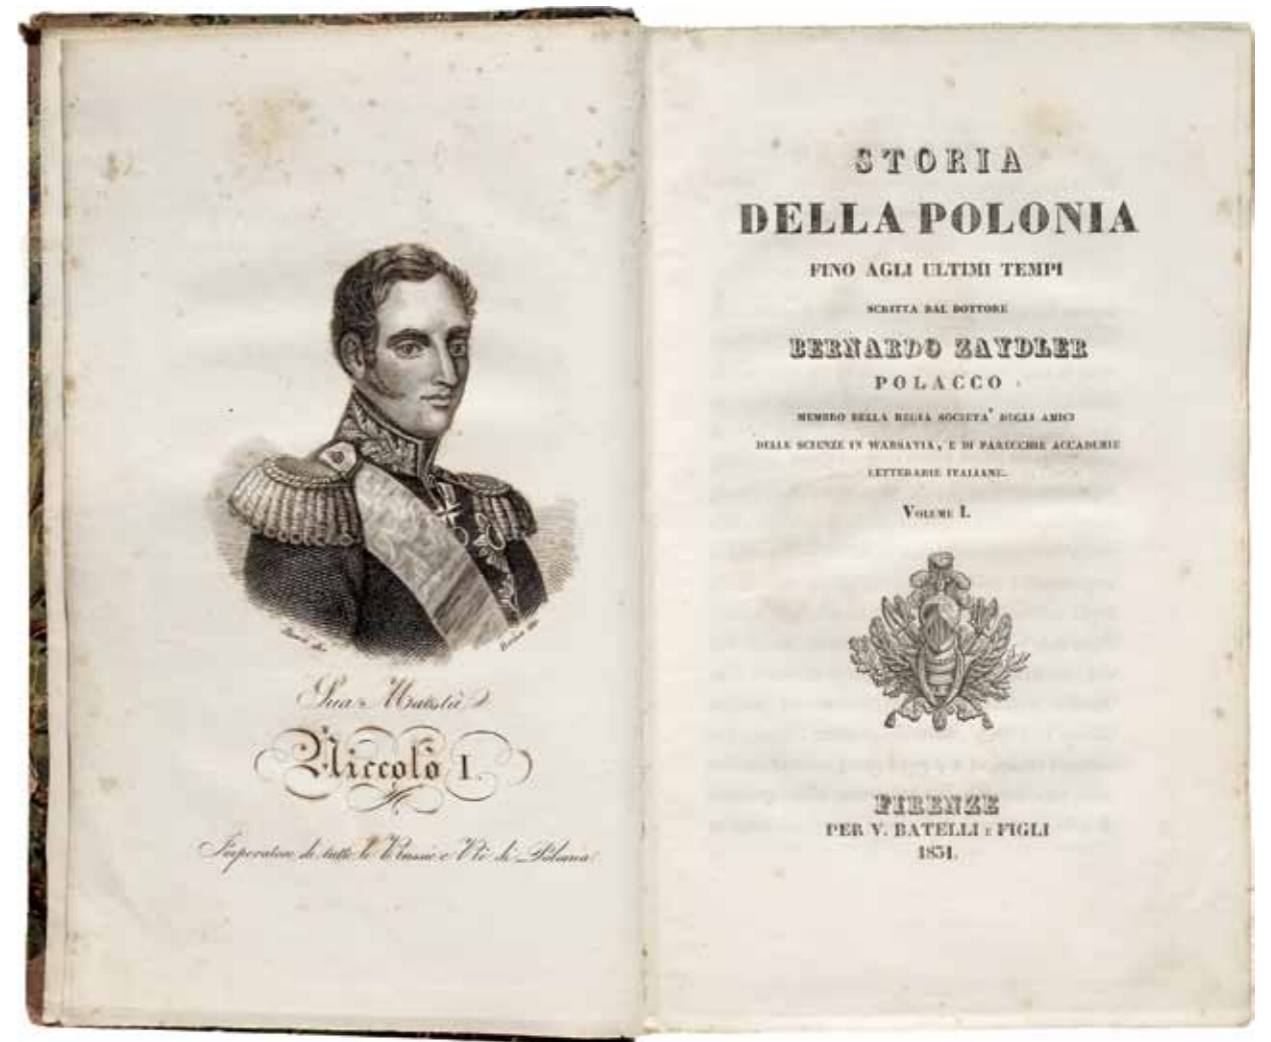 Sua Maestà
Niccolò I.
Imperatore di tutte le Russie e Rè di Polonia
STORIA
DELLA POLONIA
FINO AGLI ULTIMI TEMPI
SCRITTA DAL DOTTORE
BERNARDO ZAYDLER
POLACCO
MEMBRO DELLA REGIA SOCIETA' DEGLI AMICI
DELLE SCIENZE IN WARSAVIA, E DI PARECCHIE ACCADEMIE
LETTERARIE ITALIANE.
VOLUME I.
FIRENZE
PER V. BATELLI E FIGLI
1831.